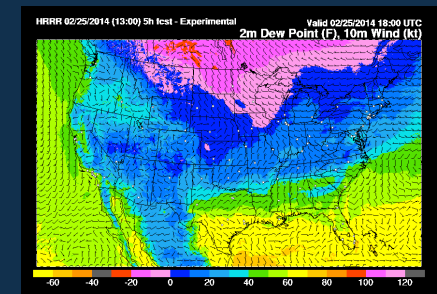 HRRR 02/25/2014 (13:00) 5h fcst - Experimental
Valid 02/25/2014 18:00 UTC
2m Dew Point (F), 10m Wind (kt)
-60 -40 -20 0 20 40 60 80 100 120